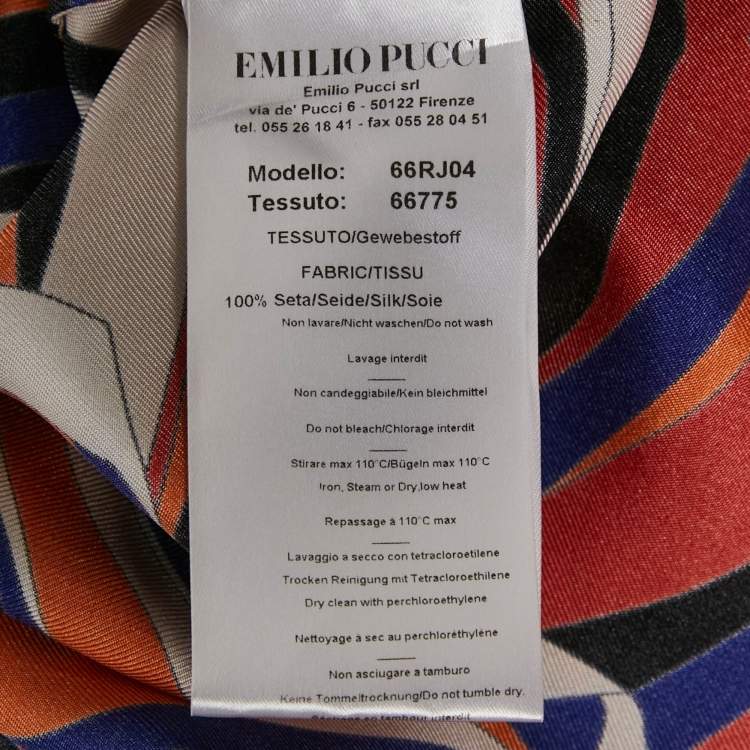 EMILIO PUCCI
Emilio Pucci srl
via de' Pucci 6 - 50122 Firenze
tel. 055 26 18 41 - fax 055 28 04 51
Modello: 66RJ04
Tessuto: 66775
TESSUTO/Gewebestoff
FABRIC/TISSU
100% Seta/Seide/Silk/Soie
Non lavare/Nicht waschen/Do not wash
Lavage interdit
Non candeggiabile/Kein bleichmittel
Do not bleach/Chlorage interdit
Stirare max 110°C/Bügeln max 110°C
Iron, Steam or Dry,low heat
Repassage à 110°C max
Lavaggio a secco con tetracloroetilene
Trocken Reinigung mit Tetracloroethilene
Dry clean with perchloroethylene
Nettoyage à sec au perchloréthylène
Non asciugare a tamburo
Keine Tommeltrocknung/Do not tumble dry.
en tambour interdit